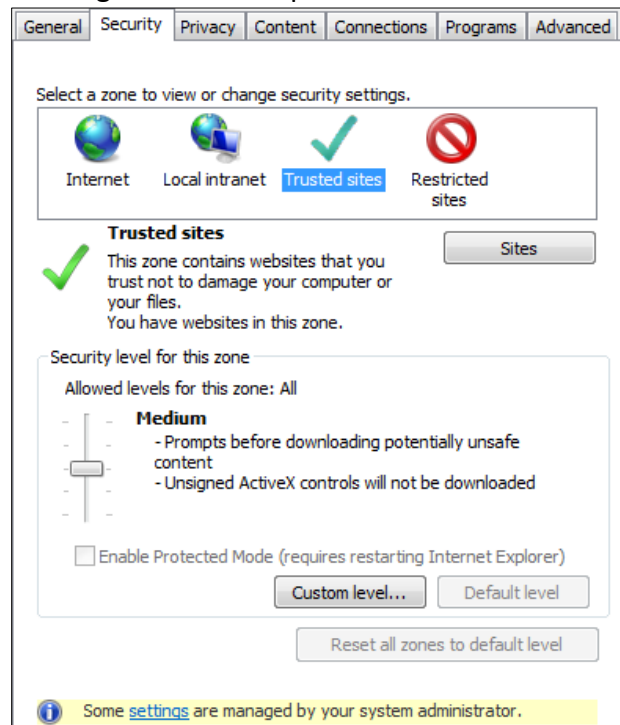 General Security Privacy Content Connections Programs Advanced
Select a zone to view or change security settings.
Internet Local intranet Trusted sites Restricted
sites
Trusted sites
Sites
This zone contains websites that you
trust not to damage your computer or
your files.
You have websites in this zone.
Security level for this zone
Allowed levels for this zone: All
Medium
- Prompts before downloading potentially unsafe
content
- Unsigned ActiveX controls will not be downloaded
Enable Protected Mode (requires restarting Internet Explorer)
Custom level... Default level
Reset all zones to default level
Some settings are managed by your system administrator.